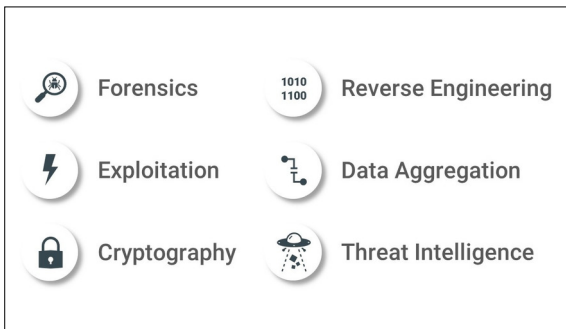 Forensics
Exploitation
Cryptography
1010
1100
Reverse Engineering
Data Aggregation
Threat Intelligence